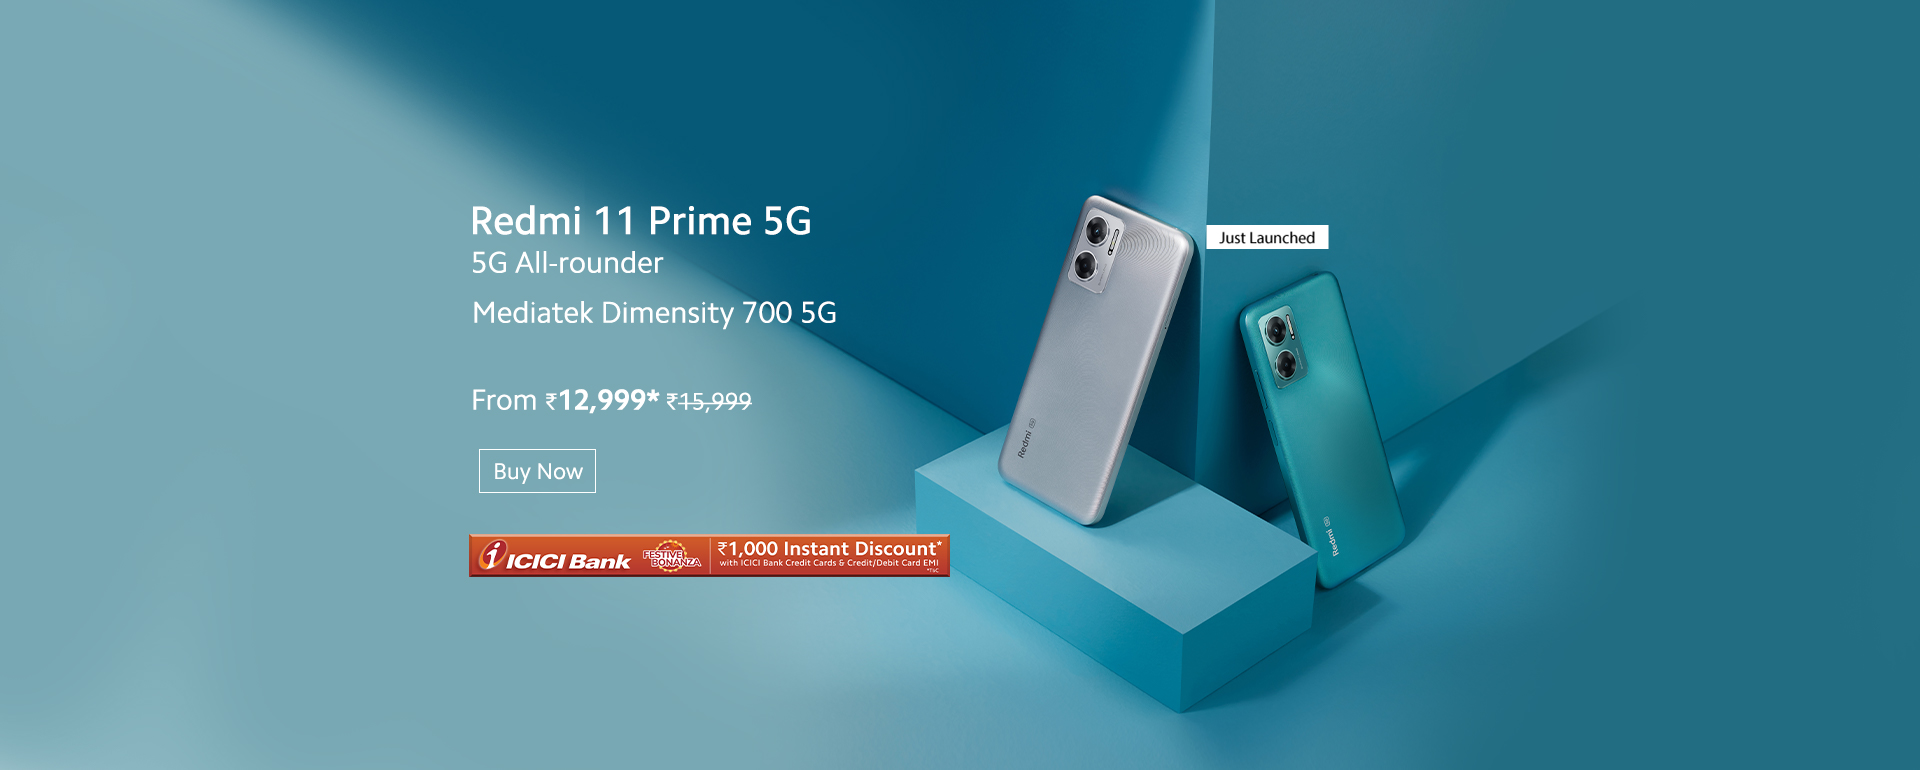 Redmi 11 Prime 5G
5G All-rounder
Mediatek Dimensity 700 5G
From ₹12,999* ₹15,999
Buy Now
ICICI Bank
FESTIVE
BONANZA
₹1,000 Instant Discount*
with ICICI Bank Credit Cards & Credit/Debit Card EMI
*T&C
Just Launched
Redmi 5G
Redmi 5G